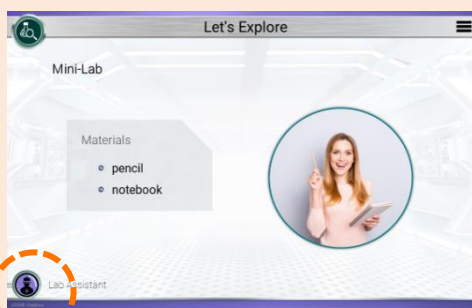 Let's Explore
Mini-Lab
Materials
pencil
notebook
Lab Assistant